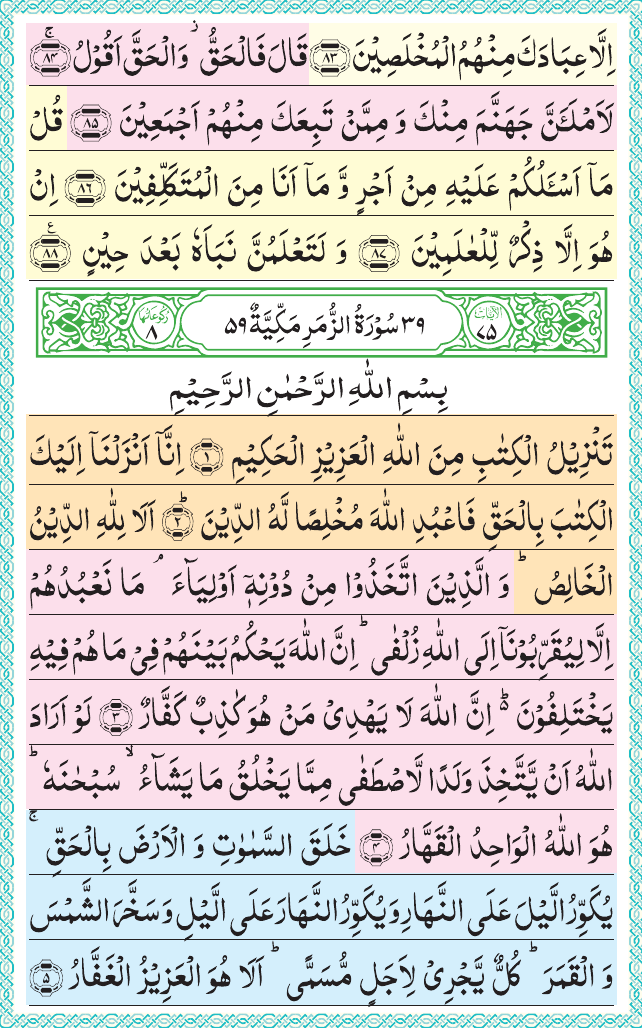 اِلَّا عِبَادَكَ مِنْهُمُ الْمُخْلَصِيْنَ ﴿۸۳﴾ قَالَ فَالْحَقُّ ؗ وَالْحَقَّ اَقُوْلُ ﴿ۚ۸۴﴾
لَاَمْلَـَٔنَّ جَهَنَّمَ مِنْكَ وَ مِمَّنْ تَبِعَكَ مِنْهُمْ اَجْمَعِيْنَ ﴿۸۵﴾ قُلْ
مَاۤ اَسْـَٔلُكُمْ عَلَيْهِ مِنْ اَجْرٍ وَّ مَاۤ اَنَا مِنَ الْمُتَكَلِّفِيْنَ ﴿۸۶﴾ اِنْ
هُوَ اِلَّا ذِكْرٌ لِّلْعٰلَمِيْنَ ﴿۸۷﴾ وَ لَتَعْلَمُنَّ نَبَاَهٗ بَعْدَ حِيْنٍ ﴿۸۸﴾ ع
اٰيَاتُهَا ۷۵ ۳۹ سُوْرَةُ الزُّمَرِ مَكِّيَّةٌ ۵۹ رُكُوْعَاتُهَا ۸
بِسْمِ اللّٰهِ الرَّحْمٰنِ الرَّحِيْمِ
تَنْزِيْلُ الْكِتٰبِ مِنَ اللّٰهِ الْعَزِيْزِ الْحَكِيْمِ ﴿۱﴾ اِنَّاۤ اَنْزَلْنَاۤ اِلَيْكَ
الْكِتٰبَ بِالْحَقِّ فَاعْبُدِ اللّٰهَ مُخْلِصًا لَّهُ الدِّيْنَ ﴿ؕ۲﴾ اَلَا لِلّٰهِ الدِّيْنُ
الْخَالِصُ ؕ وَ الَّذِيْنَ اتَّخَذُوْا مِنْ دُوْنِهٖۤ اَوْلِيَآءَ ۘ مَا نَعْبُدُهُمْ
اِلَّا لِيُقَرِّبُوْنَاۤ اِلَى اللّٰهِ زُلْفٰى ؕ اِنَّ اللّٰهَ يَحْكُمُ بَيْنَهُمْ فِيْ مَا هُمْ فِيْهِ
يَخْتَلِفُوْنَ ؕ۬ اِنَّ اللّٰهَ لَا يَهْدِيْ مَنْ هُوَ كٰذِبٌ كَفَّارٌ ﴿۳﴾ لَوْ اَرَادَ
اللّٰهُ اَنْ يَّتَّخِذَ وَلَدًا لَّاصْطَفٰى مِمَّا يَخْلُقُ مَا يَشَآءُ ۙ سُبْحٰنَهٗ ؕ
هُوَ اللّٰهُ الْوَاحِدُ الْقَهَّارُ ﴿۴﴾ خَلَقَ السَّمٰوٰتِ وَ الْاَرْضَ بِالْحَقِّ ۚ
يُكَوِّرُ الَّيْلَ عَلَى النَّهَارِ وَ يُكَوِّرُ النَّهَارَ عَلَى الَّيْلِ وَ سَخَّرَ الشَّمْسَ
وَ الْقَمَرَ ؕ كُلٌّ يَّجْرِيْ لِاَجَلٍ مُّسَمًّى ؕ اَلَا هُوَ الْعَزِيْزُ الْغَفَّارُ ﴿۵﴾